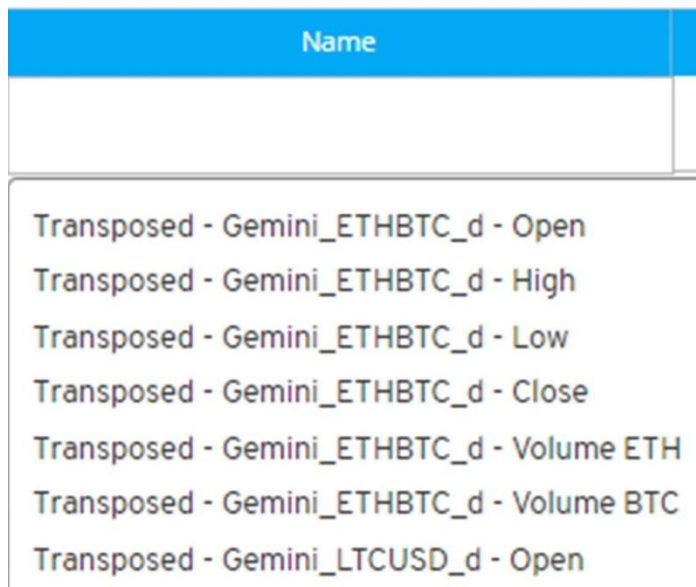 Name
Transposed - Gemini_ETHBTC_d - Open
Transposed - Gemini_ETHBTC_d - High
Transposed - Gemini_ETHBTC_d - Low
Transposed - Gemini_ETHBTC_d - Close
Transposed - Gemini_ETHBTC_d - Volume ETH
Transposed - Gemini_ETHBTC_d - Volume BTC
Transposed - Gemini_LTCUSD_d - Open